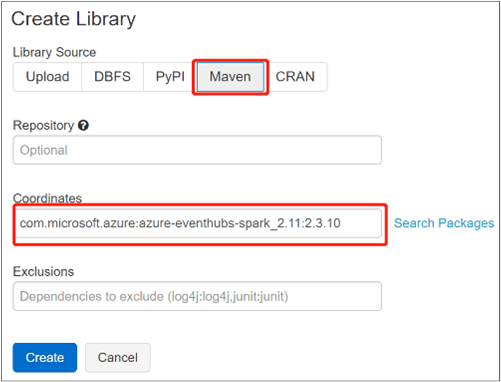 Create Library
Library Source
Upload DBFS PyPI Maven CRAN
Repository ?
Optional
Coordinates
com.microsoft.azure:azure-eventhubs-spark_2.11:2.3.10 Search Packages
Exclusions
Dependencies to exclude (log4j:log4j,junit:junit)
Create Cancel